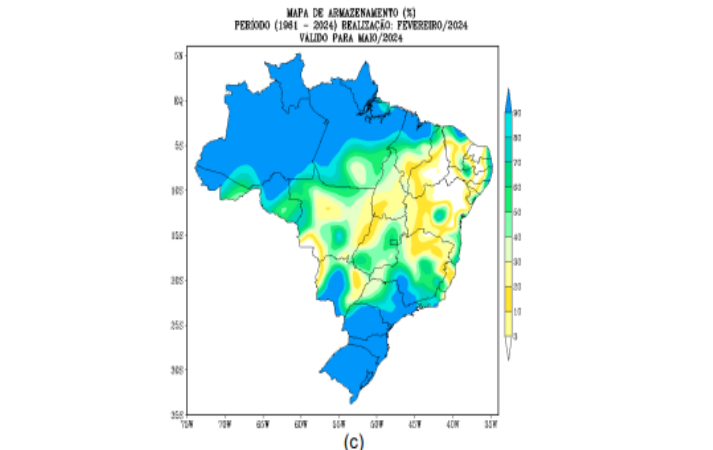 MAPA DE ARMAZENAMENTO (%)
PERÍODO (1961 - 2024) REALIZAÇÃO: FEVEREIRO/2024
VÁLIDO PARA MAIO/2024
5N
EQ
5S
10S
15S
20S
25S
30S
35S
75W 70W 65W 60W 55W 50W 45W 40W 35W
90
80
70
60
50
40
30
20
10
0
(c)